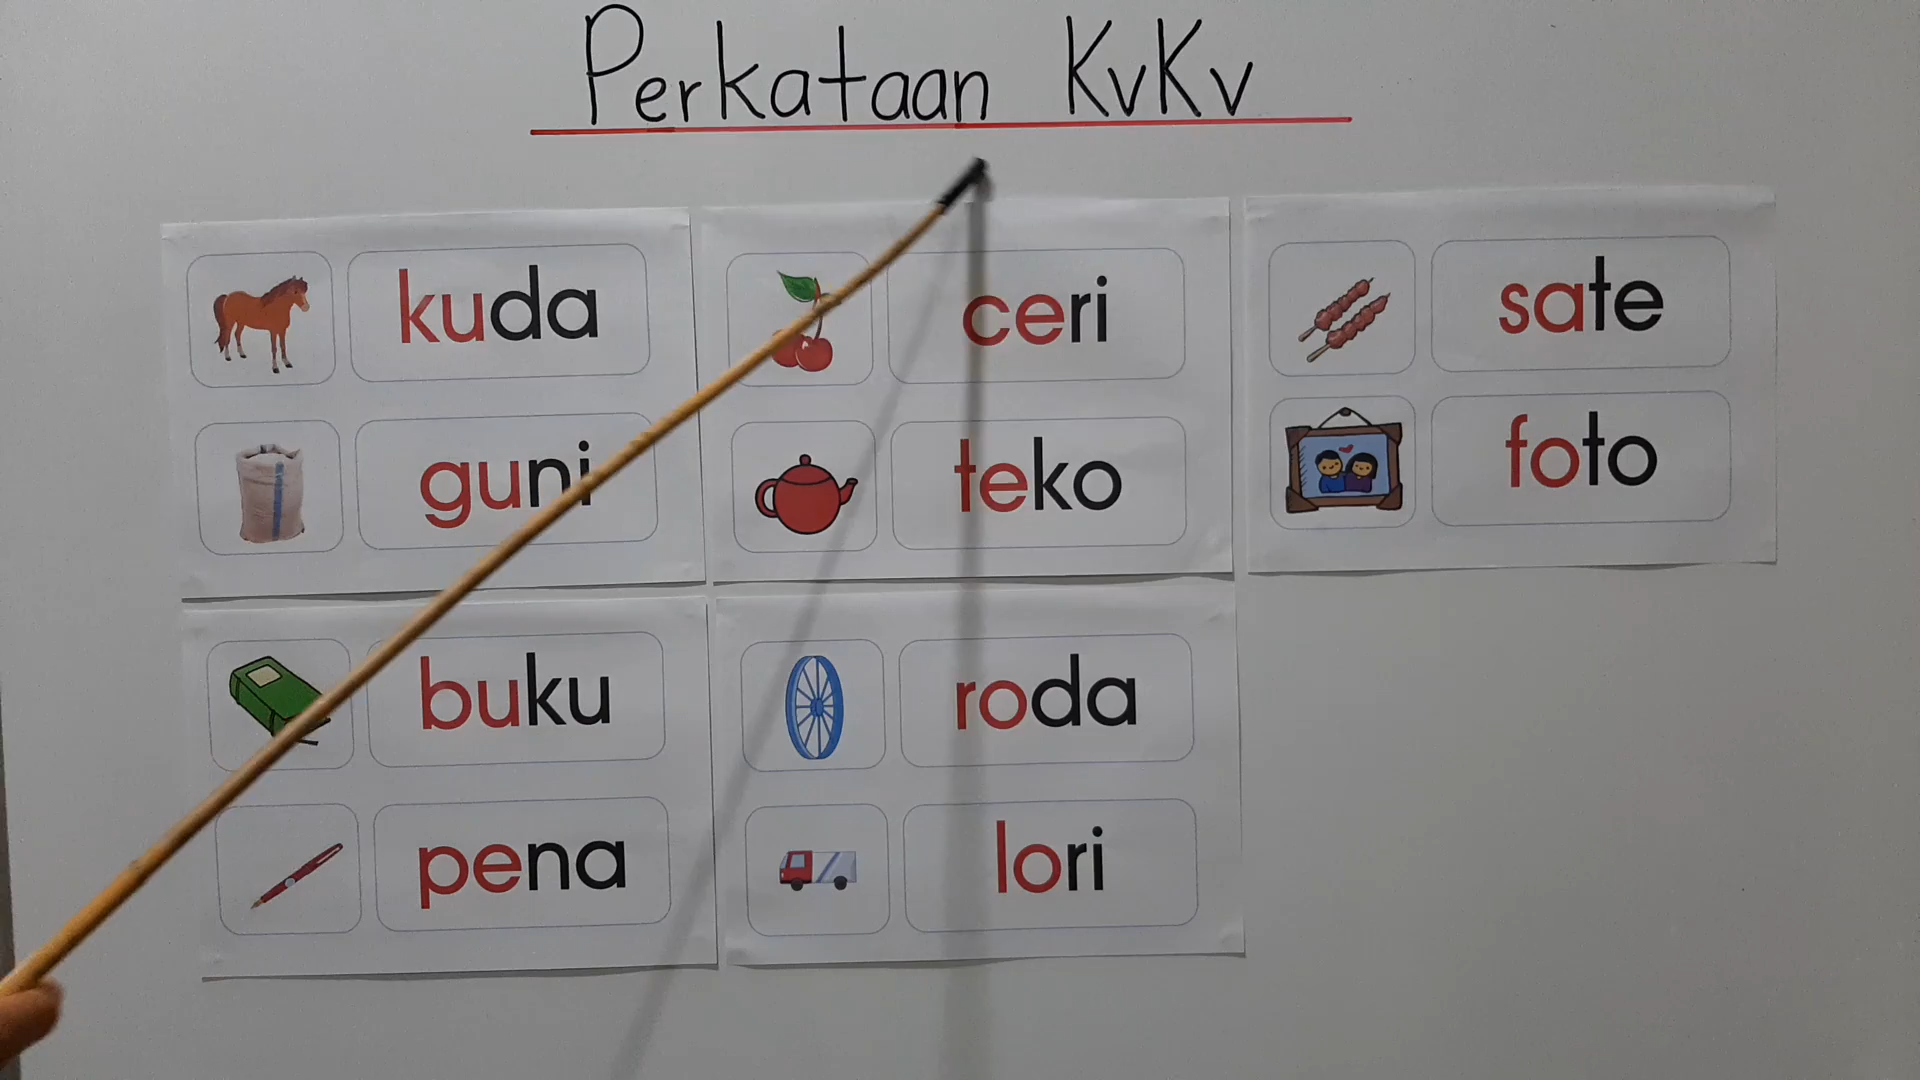 Perkataan KvKv
kuda
guni
buku
pena
ceri
teko
roda
lori
sate
foto